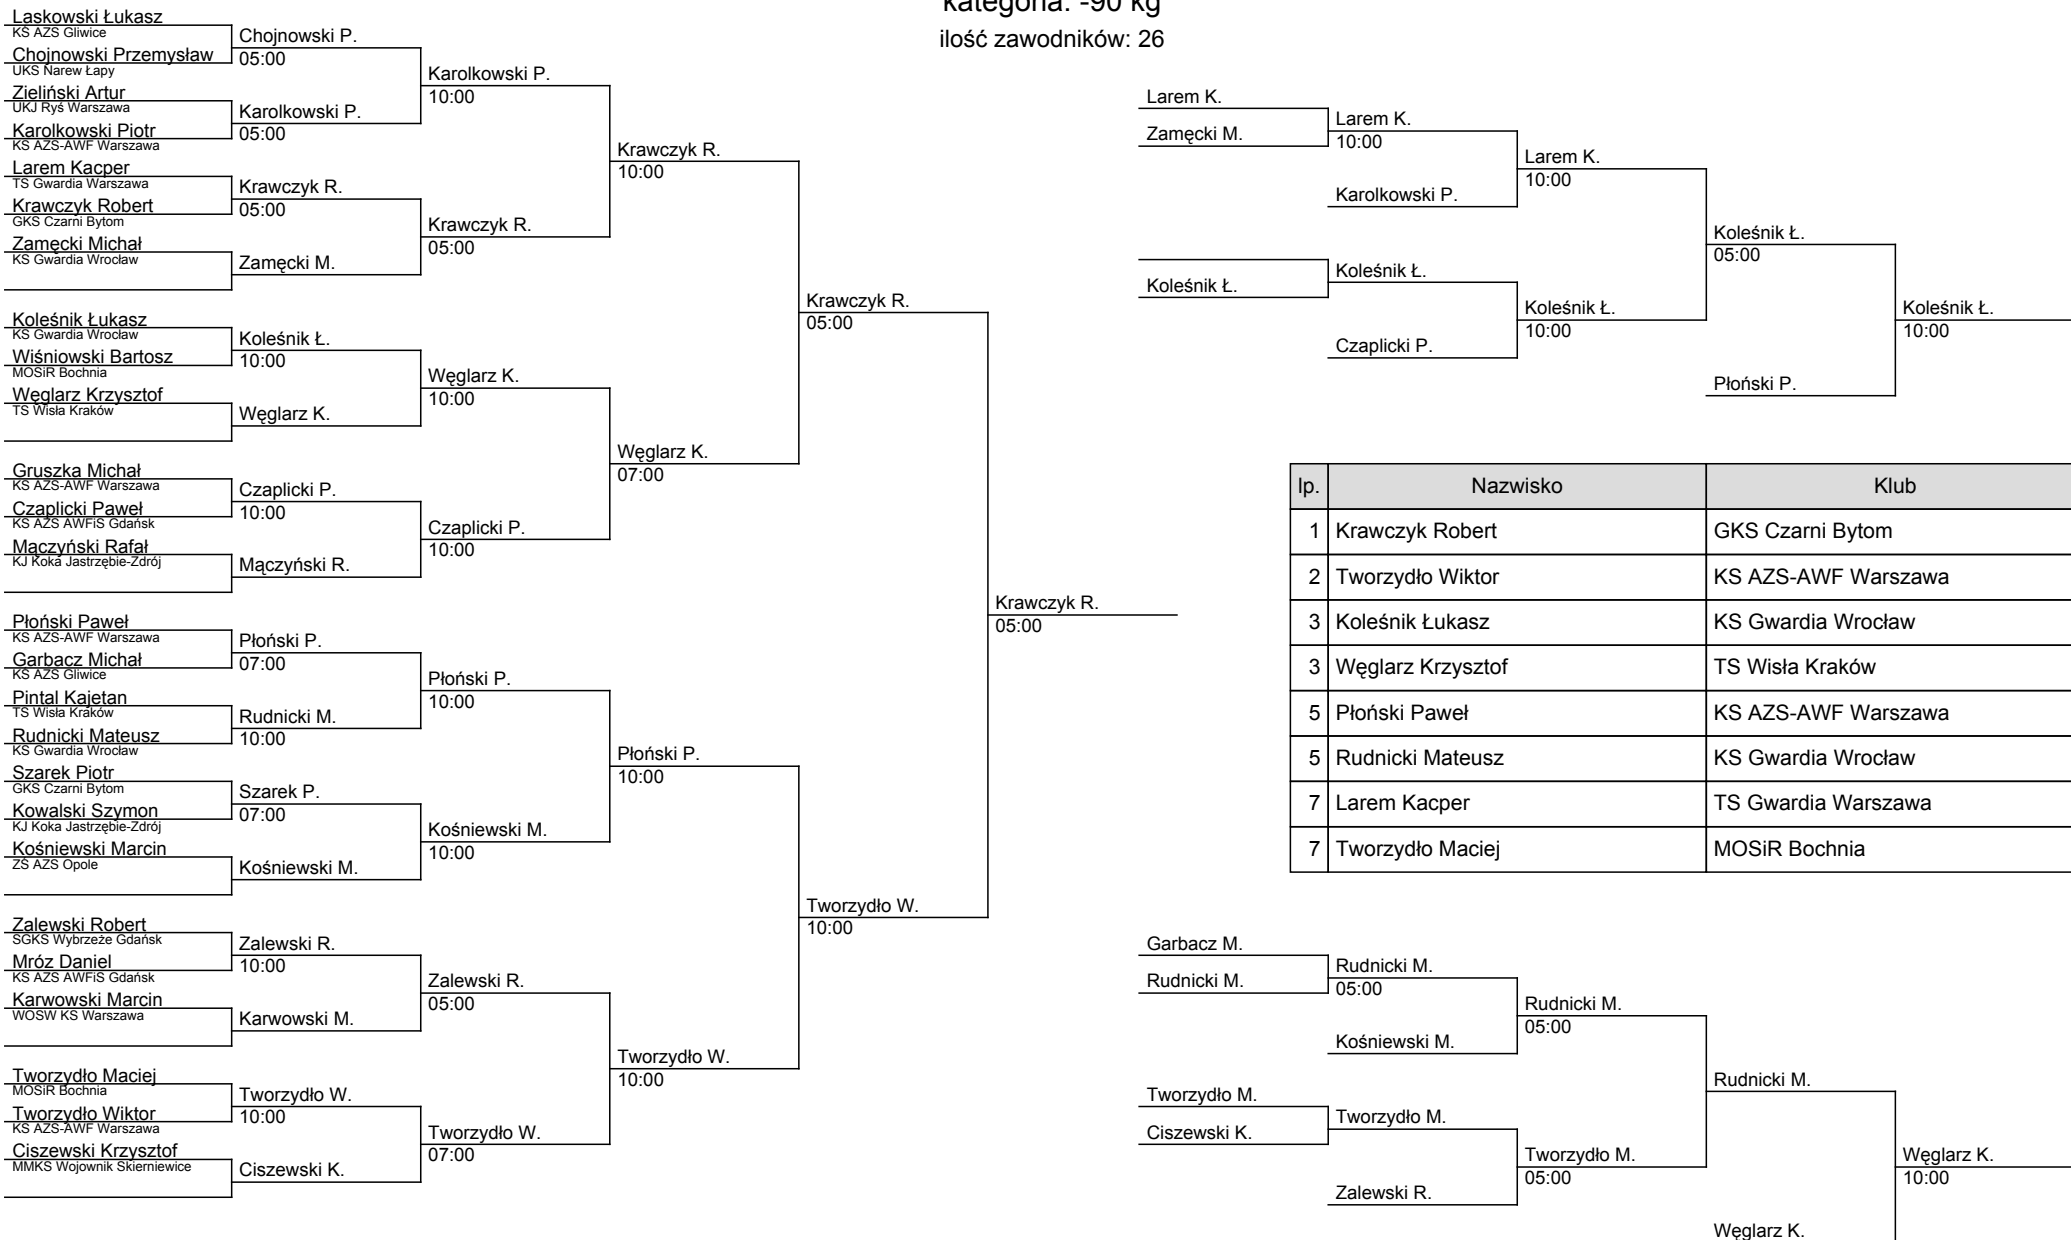 kategoria: -90 kg
ilość zawodników: 26
Laskowski Łukasz
KS AZS Gliwice
Chojnowski Przemysław
UKS Narew Łapy
Zieliński Artur
UKJ Ryś Warszawa
Karolkowski Piotr
KS AZS-AWF Warszawa
Larem Kacper
TS Gwardia Warszawa
Krawczyk Robert
GKS Czarni Bytom
Zamęcki Michał
KS Gwardia Wrocław
Koleśnik Łukasz
KS Gwardia Wrocław
Wiśniowski Bartosz
MOSiR Bochnia
Węglarz Krzysztof
TS Wisła Kraków
Gruszka Michał
KS AZS-AWF Warszawa
Czaplicki Paweł
KS AZS AWFiS Gdańsk
Mączyński Rafał
KJ Koka Jastrzębie-Zdrój
Płoński Paweł
KS AZS-AWF Warszawa
Garbacz Michał
KS AZS Gliwice
Pintal Kajetan
TS Wisła Kraków
Rudnicki Mateusz
KS Gwardia Wrocław
Szarek Piotr
GKS Czarni Bytom
Kowalski Szymon
KJ Koka Jastrzębie-Zdrój
Kośniewski Marcin
ZŚ AZS Opole
Zalewski Robert
SGKS Wybrzeże Gdańsk
Mróz Daniel
KS AZS AWFiS Gdańsk
Karwowski Marcin
WOSW KS Warszawa
Tworzydło Maciej
MOSiR Bochnia
Tworzydło Wiktor
KS AZS-AWF Warszawa
Ciszewski Krzysztof
MMKS Wojownik Skierniewice
Chojnowski P.
05:00
Karolkowski P.
05:00
Krawczyk R.
05:00
Zamęcki M.
Koleśnik Ł.
10:00
Węglarz K.
Czaplicki P.
10:00
Mączyński R.
Płoński P.
07:00
Rudnicki M.
10:00
Szarek P.
07:00
Kośniewski M.
Zalewski R.
10:00
Karwowski M.
Tworzydło W.
10:00
Ciszewski K.
Karolkowski P.
10:00
Krawczyk R.
05:00
Węglarz K.
10:00
Czaplicki P.
10:00
Płoński P.
10:00
Kośniewski M.
10:00
Zalewski R.
05:00
Tworzydło W.
07:00
Krawczyk R.
10:00
Węglarz K.
07:00
Płoński P.
10:00
Tworzydło W.
10:00
Krawczyk R.
05:00
Tworzydło W.
10:00
Krawczyk R.
05:00
Larem K.
Zamęcki M.
Koleśnik Ł.
Larem K.
10:00
Karolkowski P.
Koleśnik Ł.
Czaplicki P.
Larem K.
10:00
Koleśnik Ł.
10:00
Koleśnik Ł.
05:00
Płoński P.
Koleśnik Ł.
10:00
lp. Nazwisko Klub
1 Krawczyk Robert GKS Czarni Bytom
2 Tworzydło Wiktor KS AZS-AWF Warszawa
3 Koleśnik Łukasz KS Gwardia Wrocław
3 Węglarz Krzysztof TS Wisła Kraków
5 Płoński Paweł KS AZS-AWF Warszawa
5 Rudnicki Mateusz KS Gwardia Wrocław
7 Larem Kacper TS Gwardia Warszawa
7 Tworzydło Maciej MOSiR Bochnia
Garbacz M.
Rudnicki M.
Tworzydło M.
Ciszewski K.
Rudnicki M.
05:00
Kośniewski M.
Tworzydło M.
Zalewski R.
Rudnicki M.
05:00
Tworzydło M.
05:00
Rudnicki M.
Węglarz K.
Węglarz K.
10:00